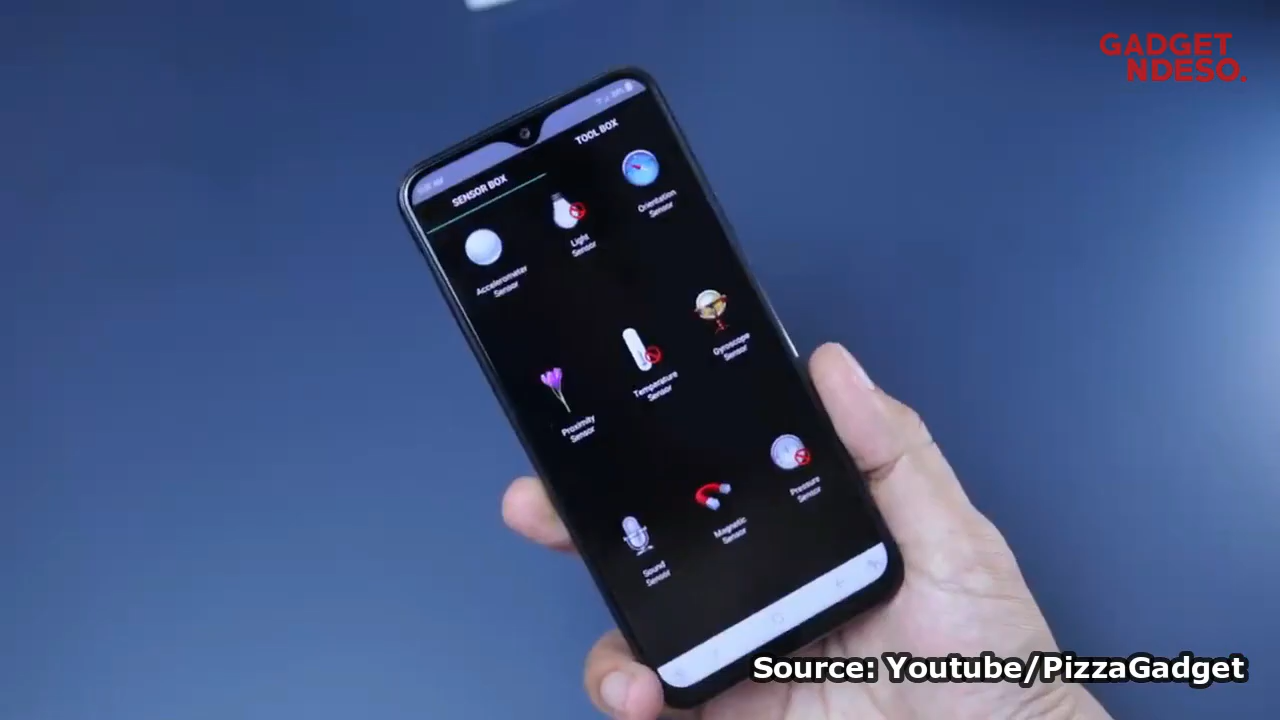 GADGET
NDESO.
SENSOR BOX
TOOL BOX
Accelerometer
Sensor
Light
Sensor
Orientation
Sensor
Proximity
Sensor
Temperature
Sensor
Gyroscope
Sensor
Sound
Sensor
Magnetic
Sensor
Pressure
Sensor
Source: Youtube/PizzaGadget